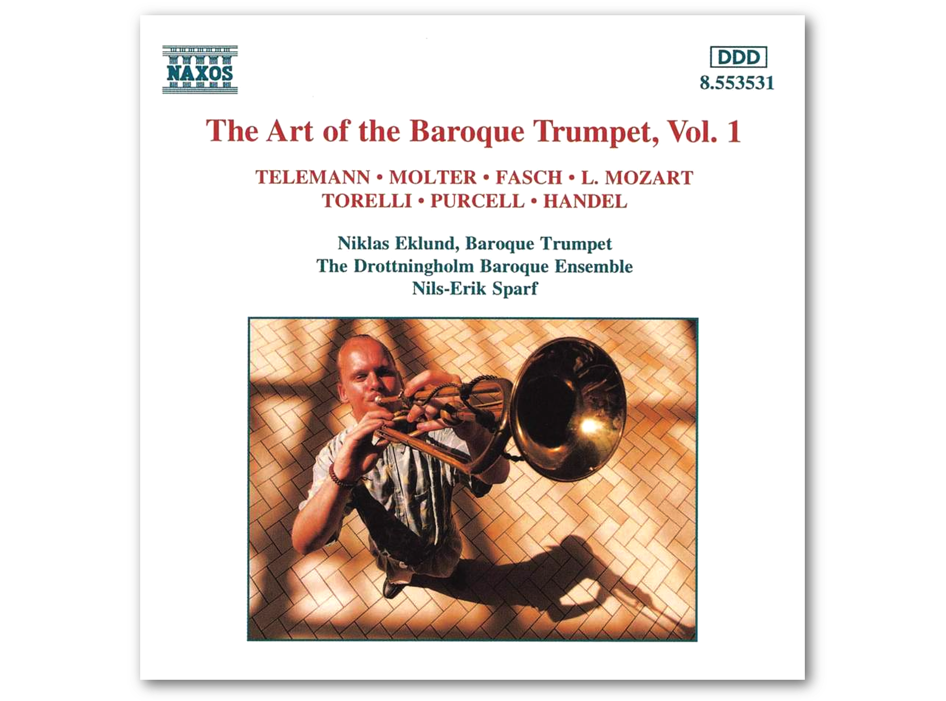 NAXOS
DDD
8.553531
The Art of the Baroque Trumpet, Vol. 1
TELEMANN • MOLTER • FASCH • L. MOZART
TORELLI • PURCELL • HANDEL
Niklas Eklund, Baroque Trumpet
The Drottningholm Baroque Ensemble
Nils-Erik Sparf